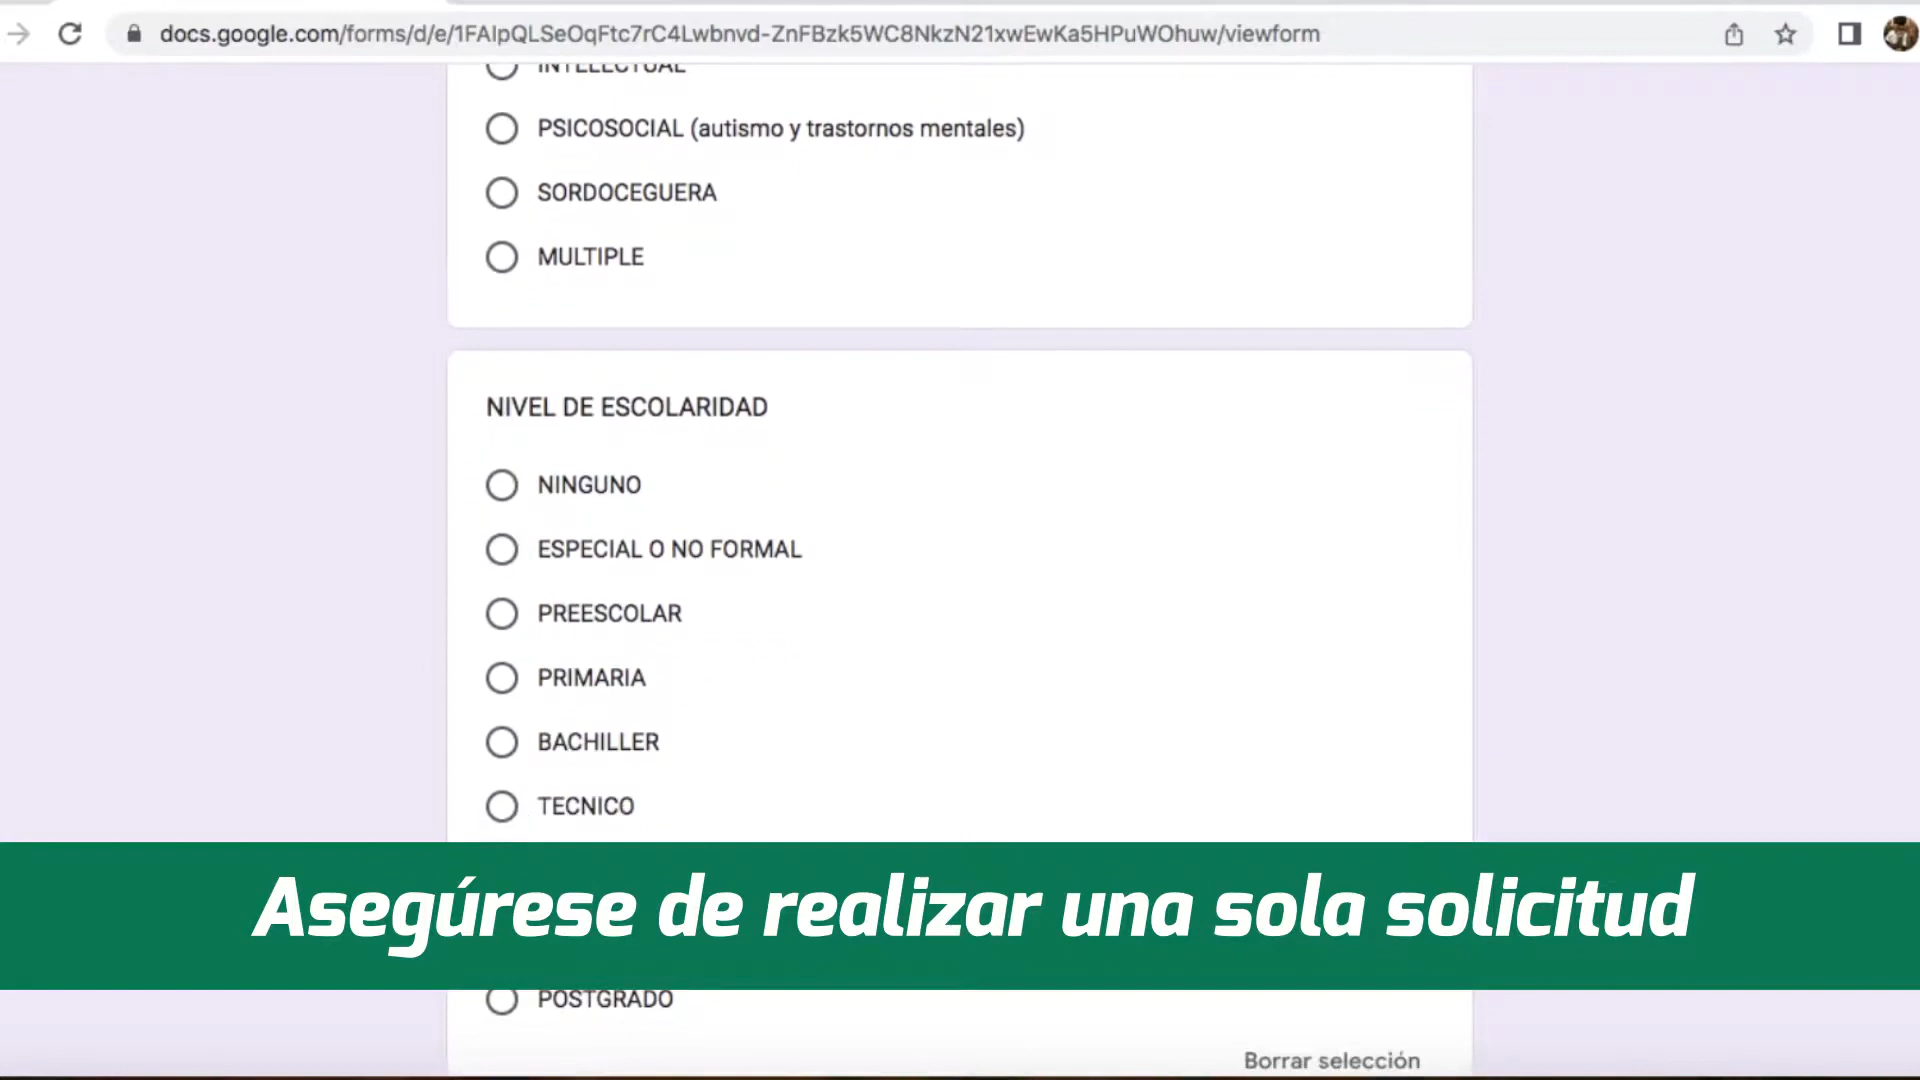 docs.google.com/forms/d/e/1FAIpQLSeOqFtc7rC4Lwbnvd-ZnFBzk5WC8NkzN21xwEwKa5HPuWOhuw/viewform
INTELECTUAL
PSICOSOCIAL (autismo y trastornos mentales)
SORDOCEGUERA
MULTIPLE
NIVEL DE ESCOLARIDAD
NINGUNO
ESPECIAL O NO FORMAL
PREESCOLAR
PRIMARIA
BACHILLER
TECNICO
Asegúrese de realizar una sola solicitud
POSTGRADO
Borrar selección